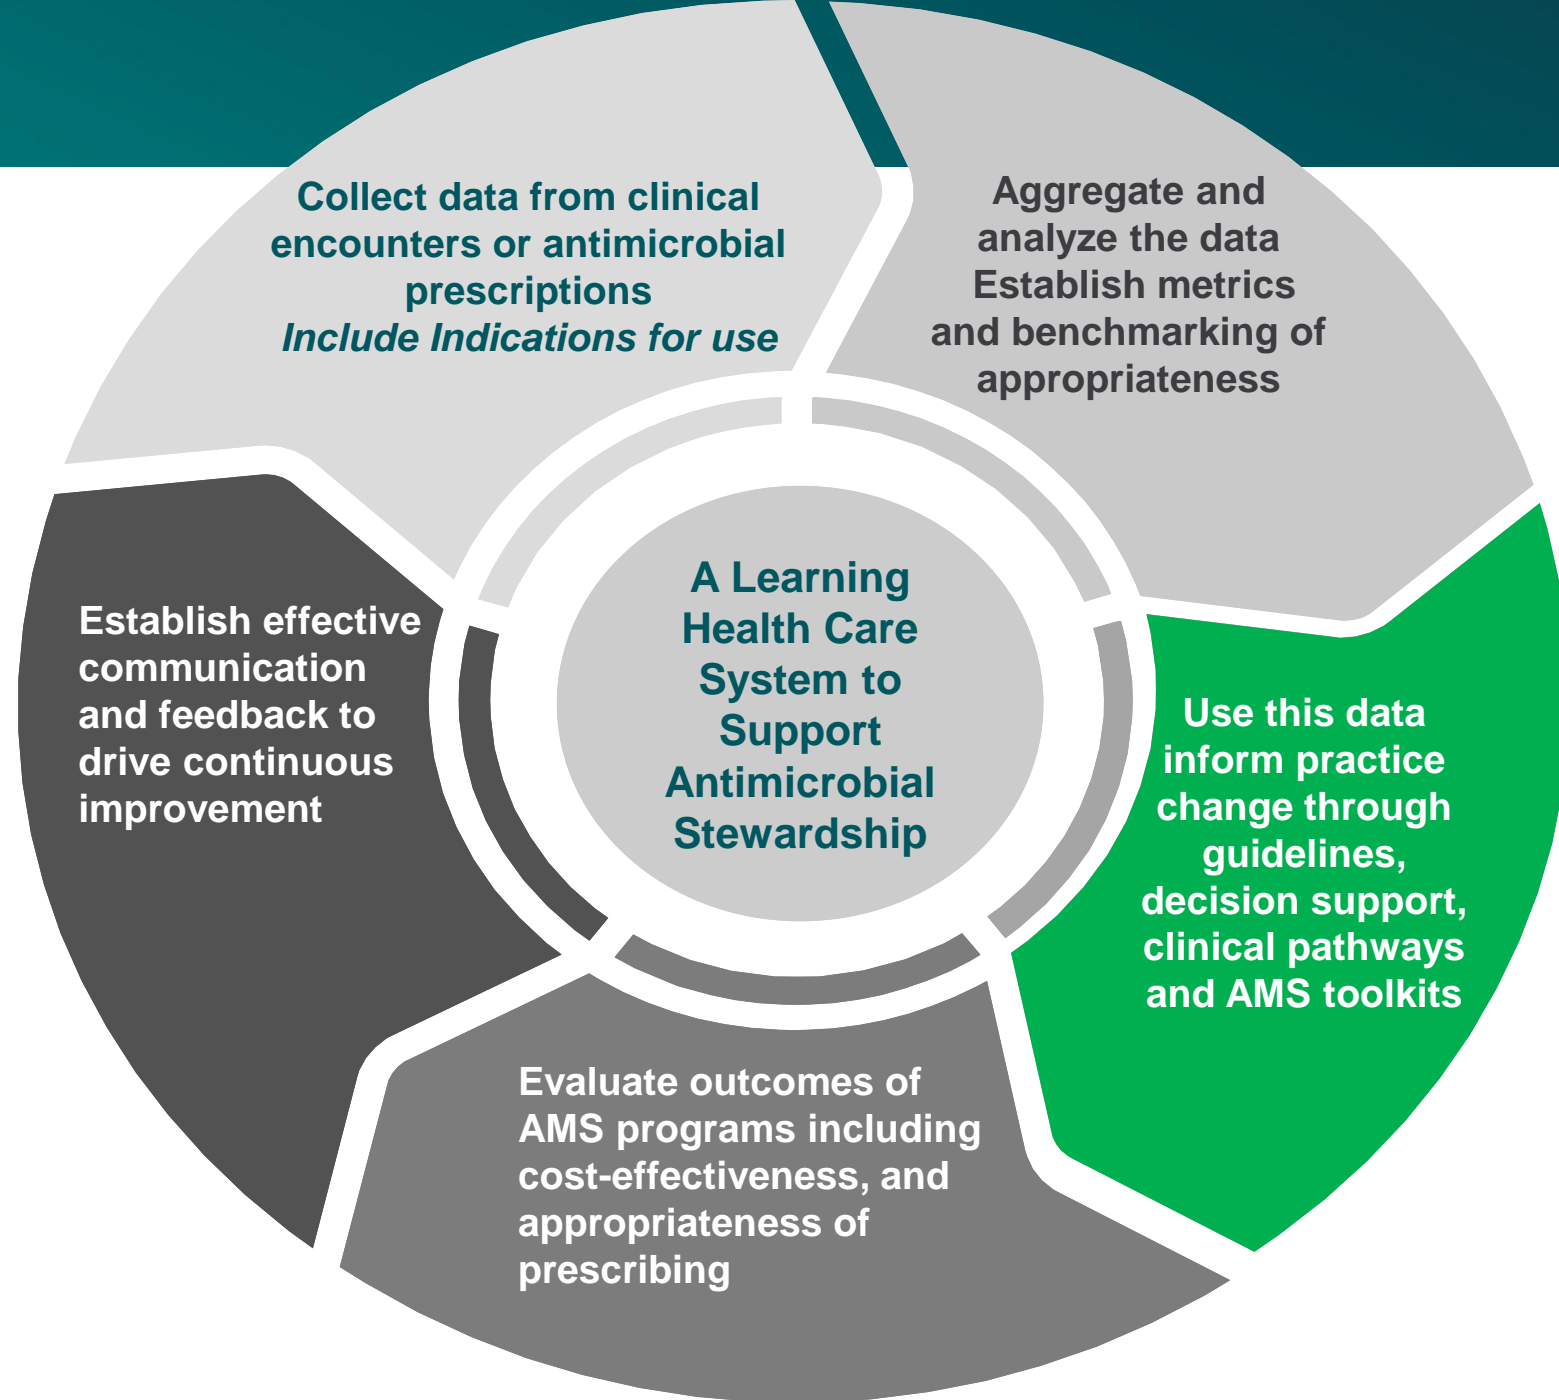 Collect data from clinical
encounters or antimicrobial
prescriptions
Include Indications for use
Aggregate and
analyze the data
Establish metrics
and benchmarking of
appropriateness
Use this data
inform practice
change through
guidelines,
decision support,
clinical pathways
and AMS toolkits
Evaluate outcomes of
AMS programs including
cost-effectiveness, and
appropriateness of
prescribing
Establish effective
communication
and feedback to
drive continuous
improvement
A Learning
Health Care
System to
Support
Antimicrobial
Stewardship